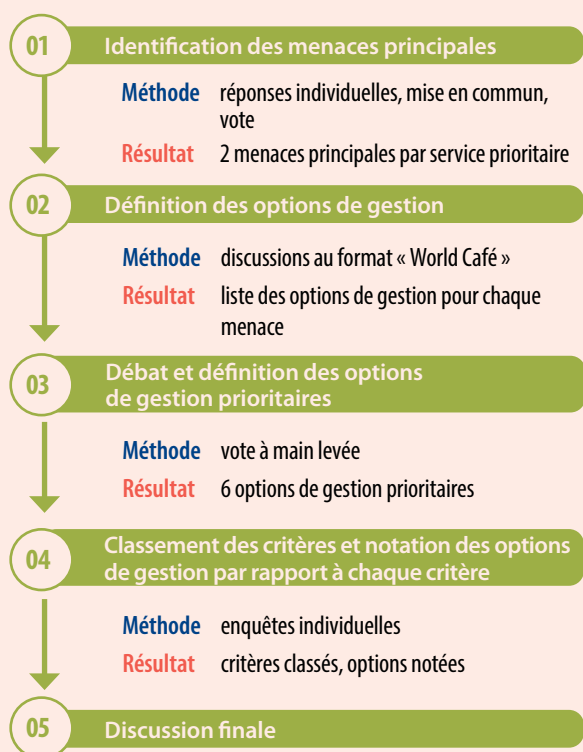 01 Identification des menaces principales
Méthode réponses individuelles, mise en commun,
vote
Résultat 2 menaces principales par service prioritaire
02 Définition des options de gestion
Méthode discussions au format « World Café »
Résultat liste des options de gestion pour chaque
menace
03 Débat et définition des options
de gestion prioritaires
Méthode vote à main levée
Résultat 6 options de gestion prioritaires
04 Classement des critères et notation des options
de gestion par rapport à chaque critère
Méthode enquêtes individuelles
Résultat critères classés, options notées
05 Discussion finale